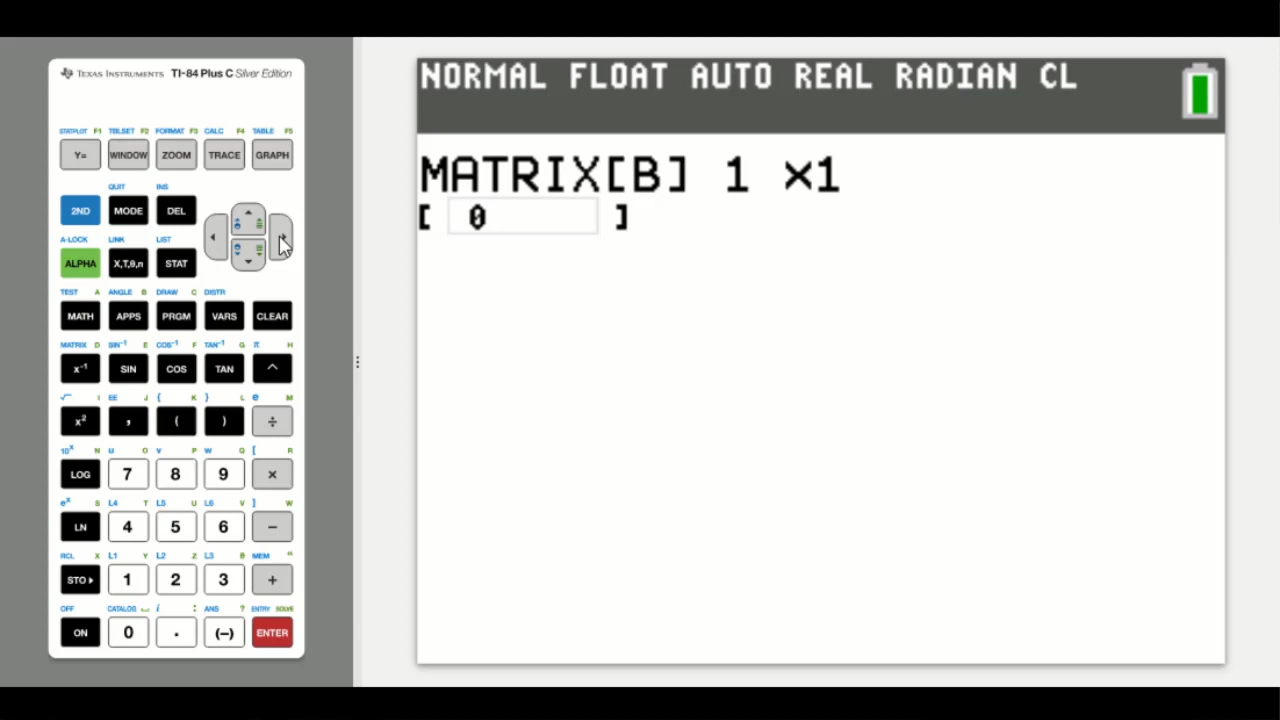 TEXAS INSTRUMENTS TI-84 Plus C Silver Edition
NORMAL FLOAT AUTO REAL RADIAN CL
MATRIX[B] 1 ×1
[ 0 ]
STATPLOT F1 TBLSET F2 FORMAT F3 CALC F4 TABLE F5
Y= WINDOW ZOOM TRACE GRAPH
QUIT INS
2ND MODE DEL
A-LOCK LINK LIST
ALPHA X,T,θ,n STAT
TEST A ANGLE B DRAW C DISTR
MATH APPS PRGM VARS CLEAR
MATRIX D SIN⁻¹ E COS⁻¹ F TAN⁻¹ G π H
x⁻¹ SIN COS TAN ^
√ I EE J { K } L e M
x² , ( ) ÷
10ˣ N u O v P w Q [ R
LOG 7 8 9 ×
eˣ S L4 T L5 U L6 V ] W
LN 4 5 6 −
RCL X L1 Y L2 Z L3 θ MEM "
STO▸ 1 2 3 +
OFF CATALOG ⎵ i : ANS ? ENTRY SOLVE
ON 0 . (−) ENTER